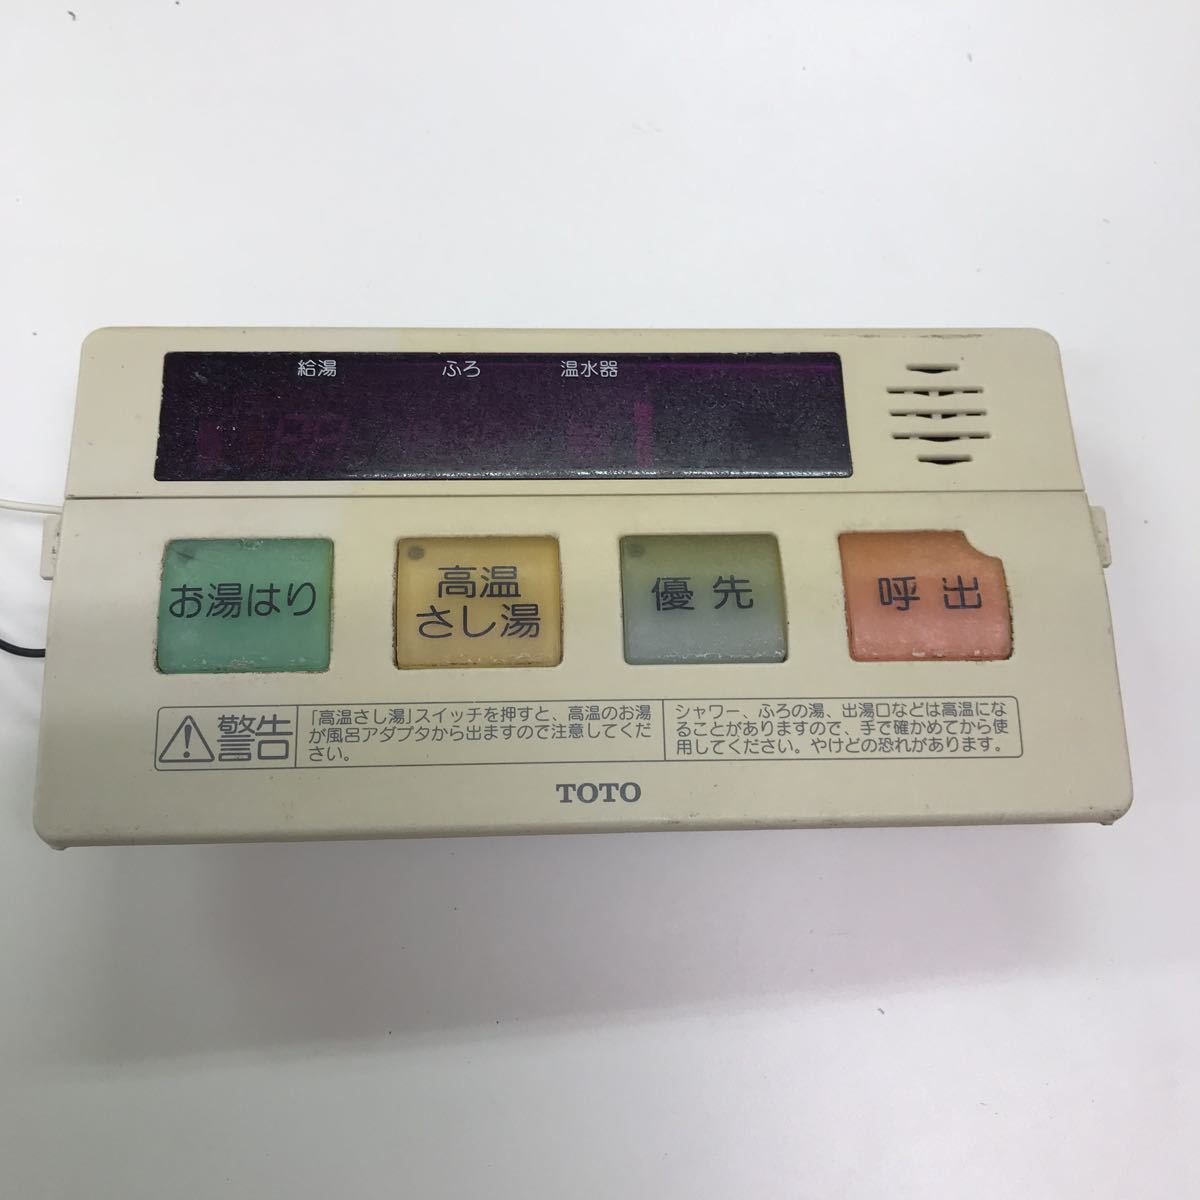 給湯 ふろ 温水器
お湯はり
高温
さし湯
優先
呼出
警告
「高温さし湯」スイッチを押すと、高温のお湯
が風呂アダプタから出ますので注意してくだ
さい。
シャワー、ふろの湯、出湯口などは高温にな
ることがありますので、手で確かめてから使
用してください。やけどの恐れがあります。
TOTO